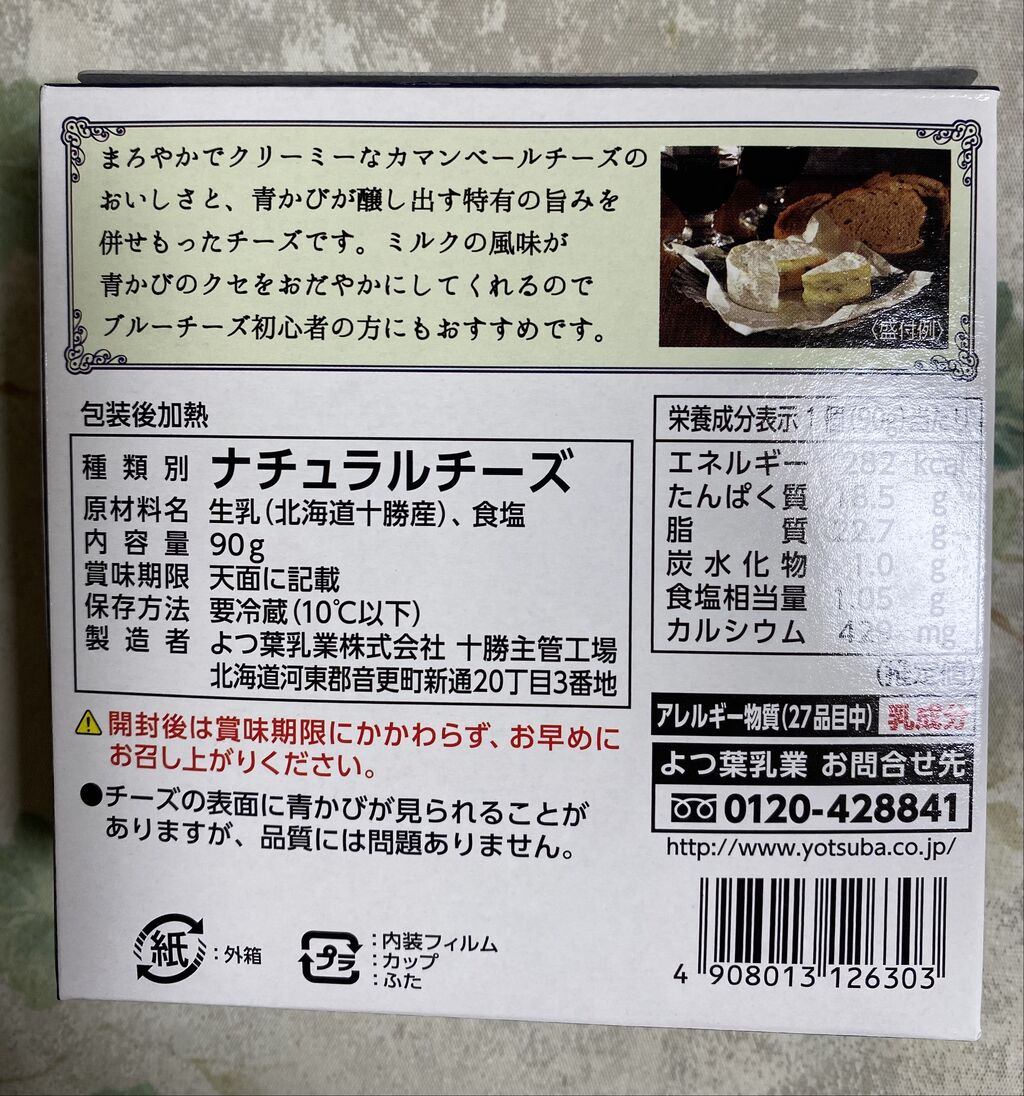 まろやかでクリーミーなカマンベールチーズの
おいしさと、青かびが醸し出す特有の旨みを
併せもったチーズです。ミルクの風味が
青かびのクセをおだやかにしてくれるので
ブルーチーズ初心者の方にもおすすめです。
〈盛付例〉
包装後加熱
種類別 ナチュラルチーズ
原材料名 生乳(北海道十勝産)、食塩
内容量 90g
賞味期限 天面に記載
保存方法 要冷蔵(10℃以下)
製造者 よつ葉乳業株式会社 十勝主管工場
北海道河東郡音更町新通20丁目3番地
⚠開封後は賞味期限にかかわらず、お早めに
お召し上がりください。
●チーズの表面に青かびが見られることが
ありますが、品質には問題ありません。
紙:外箱
プラ:内装フィルム
:カップ
:ふた
栄養成分表示 1個(90g)当たり
エネルギー 282 kcal
たんぱく質 18.5 g
脂質 22.7 g
炭水化物 1.0 g
食塩相当量 1.05 g
カルシウム 429 mg
(推定値)
アレルギー物質(27品目中) 乳成分
よつ葉乳業 お問合せ先
0120-428841
http://www.yotsuba.co.jp/
4 908013 126303